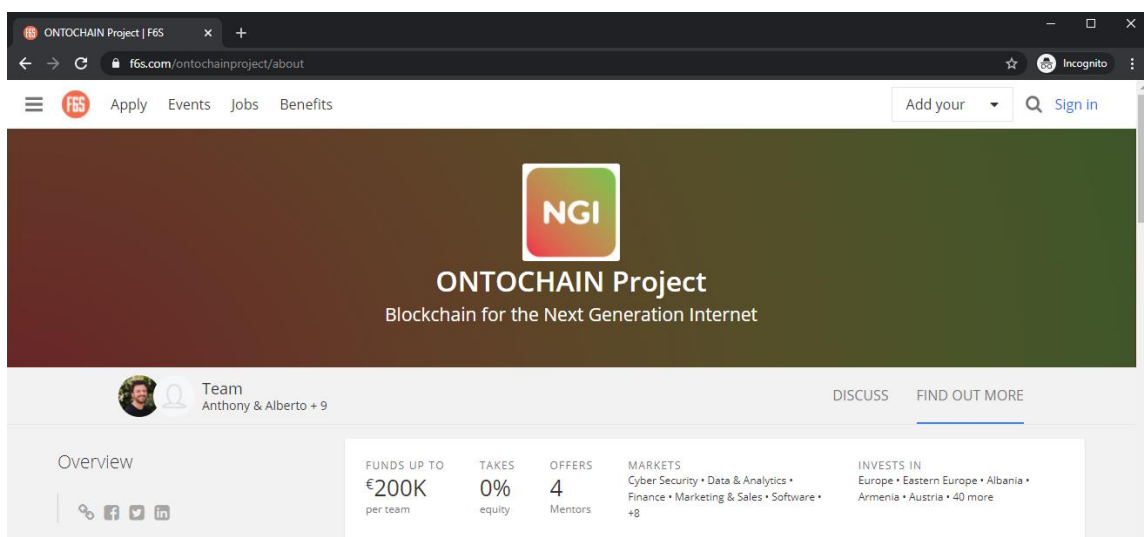 ONTOCHAIN Project | F6S
f6s.com/ontochainproject/about
Incognito
F6S
Apply Events Jobs Benefits
Add your
Sign in
NGI
ONTOCHAIN Project
Blockchain for the Next Generation Internet
Team
Anthony & Alberto + 9
DISCUSS FIND OUT MORE
Overview
FUNDS UP TO
€200K
per team
TAKES
0%
equity
OFFERS
4
Mentors
MARKETS
Cyber Security • Data & Analytics •
Finance • Marketing & Sales • Software •
+8
INVESTS IN
Europe • Eastern Europe • Albania •
Armenia • Austria • 40 more